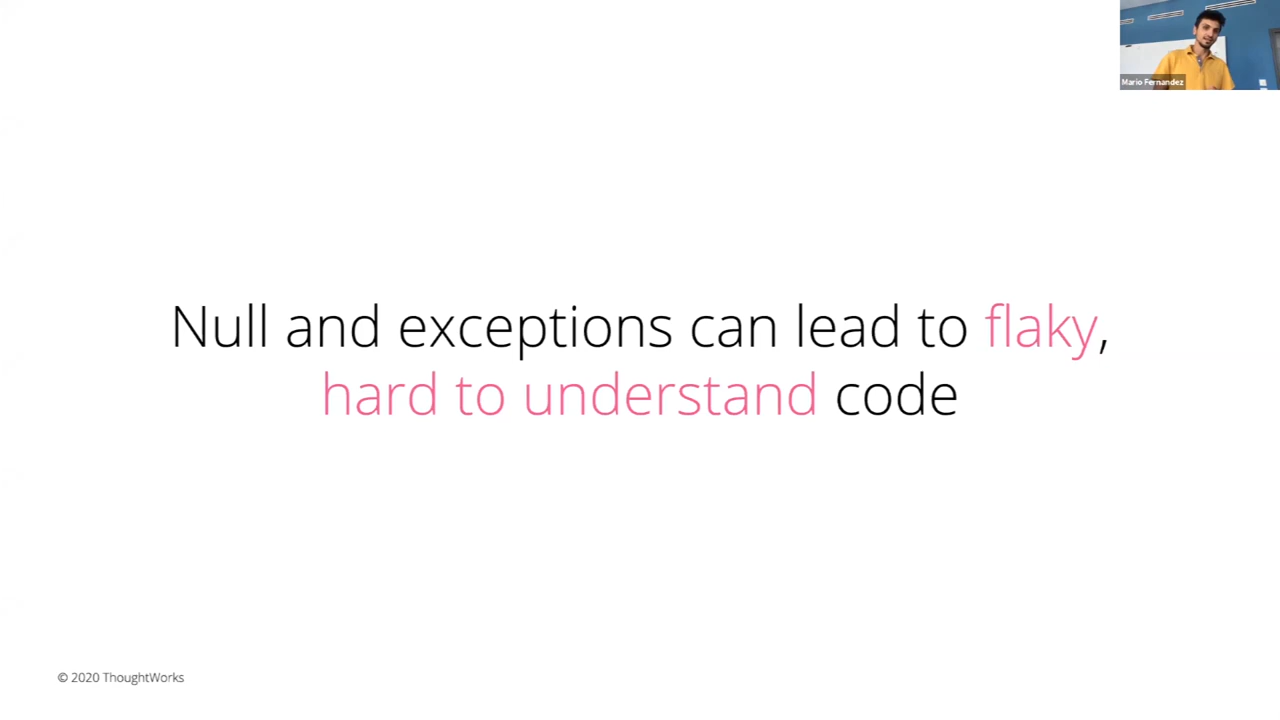 Mario Fernandez
Null and exceptions can lead to flaky,
hard to understand code
© 2020 ThoughtWorks